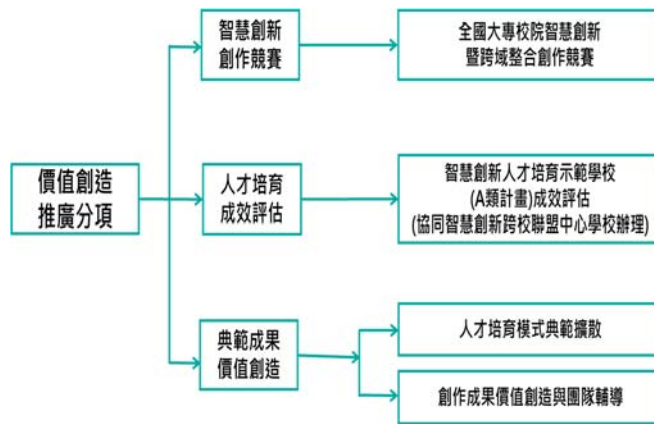 價值創造
推廣分項
智慧創新
創作競賽
全國大專校院智慧創新
暨跨域整合創作競賽
人才培育
成效評估
智慧創新人才培育示範學校
(A類計畫)成效評估
(協同智慧創新跨校聯盟中心學校辦理)
典範成果
價值創造
人才培育模式典範擴散
創作成果價值創造與團隊輔導